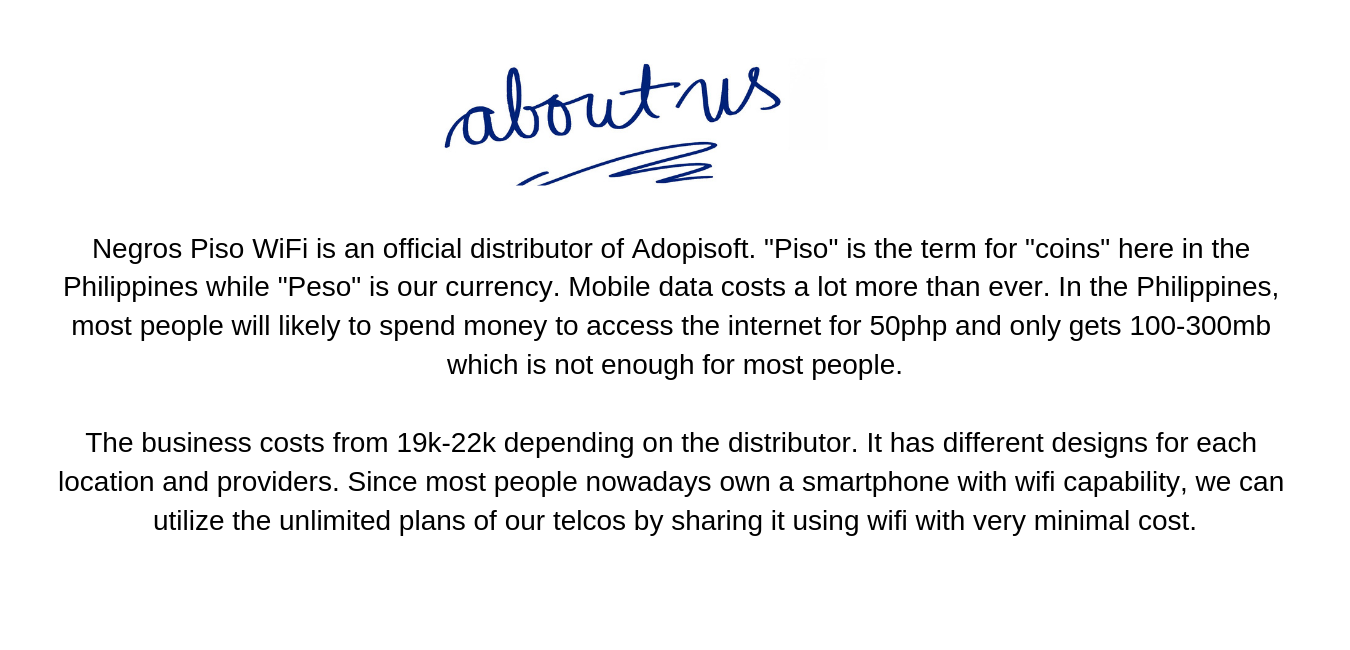 about us
Negros Piso WiFi is an official distributor of Adopisoft. "Piso" is the term for "coins" here in the
Philippines while "Peso" is our currency. Mobile data costs a lot more than ever. In the Philippines,
most people will likely to spend money to access the internet for 50php and only gets 100-300mb
which is not enough for most people.
The business costs from 19k-22k depending on the distributor. It has different designs for each
location and providers. Since most people nowadays own a smartphone with wifi capability, we can
utilize the unlimited plans of our telcos by sharing it using wifi with very minimal cost.